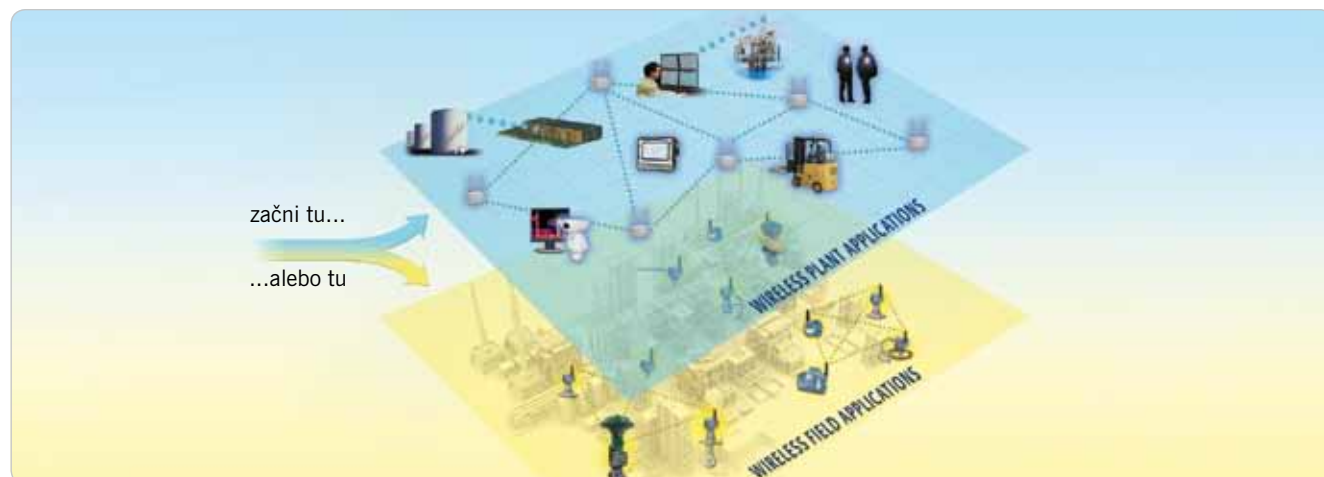 začni tu...
...alebo tu
WIRELESS PLANT APPLICATIONS
WIRELESS FIELD APPLICATIONS